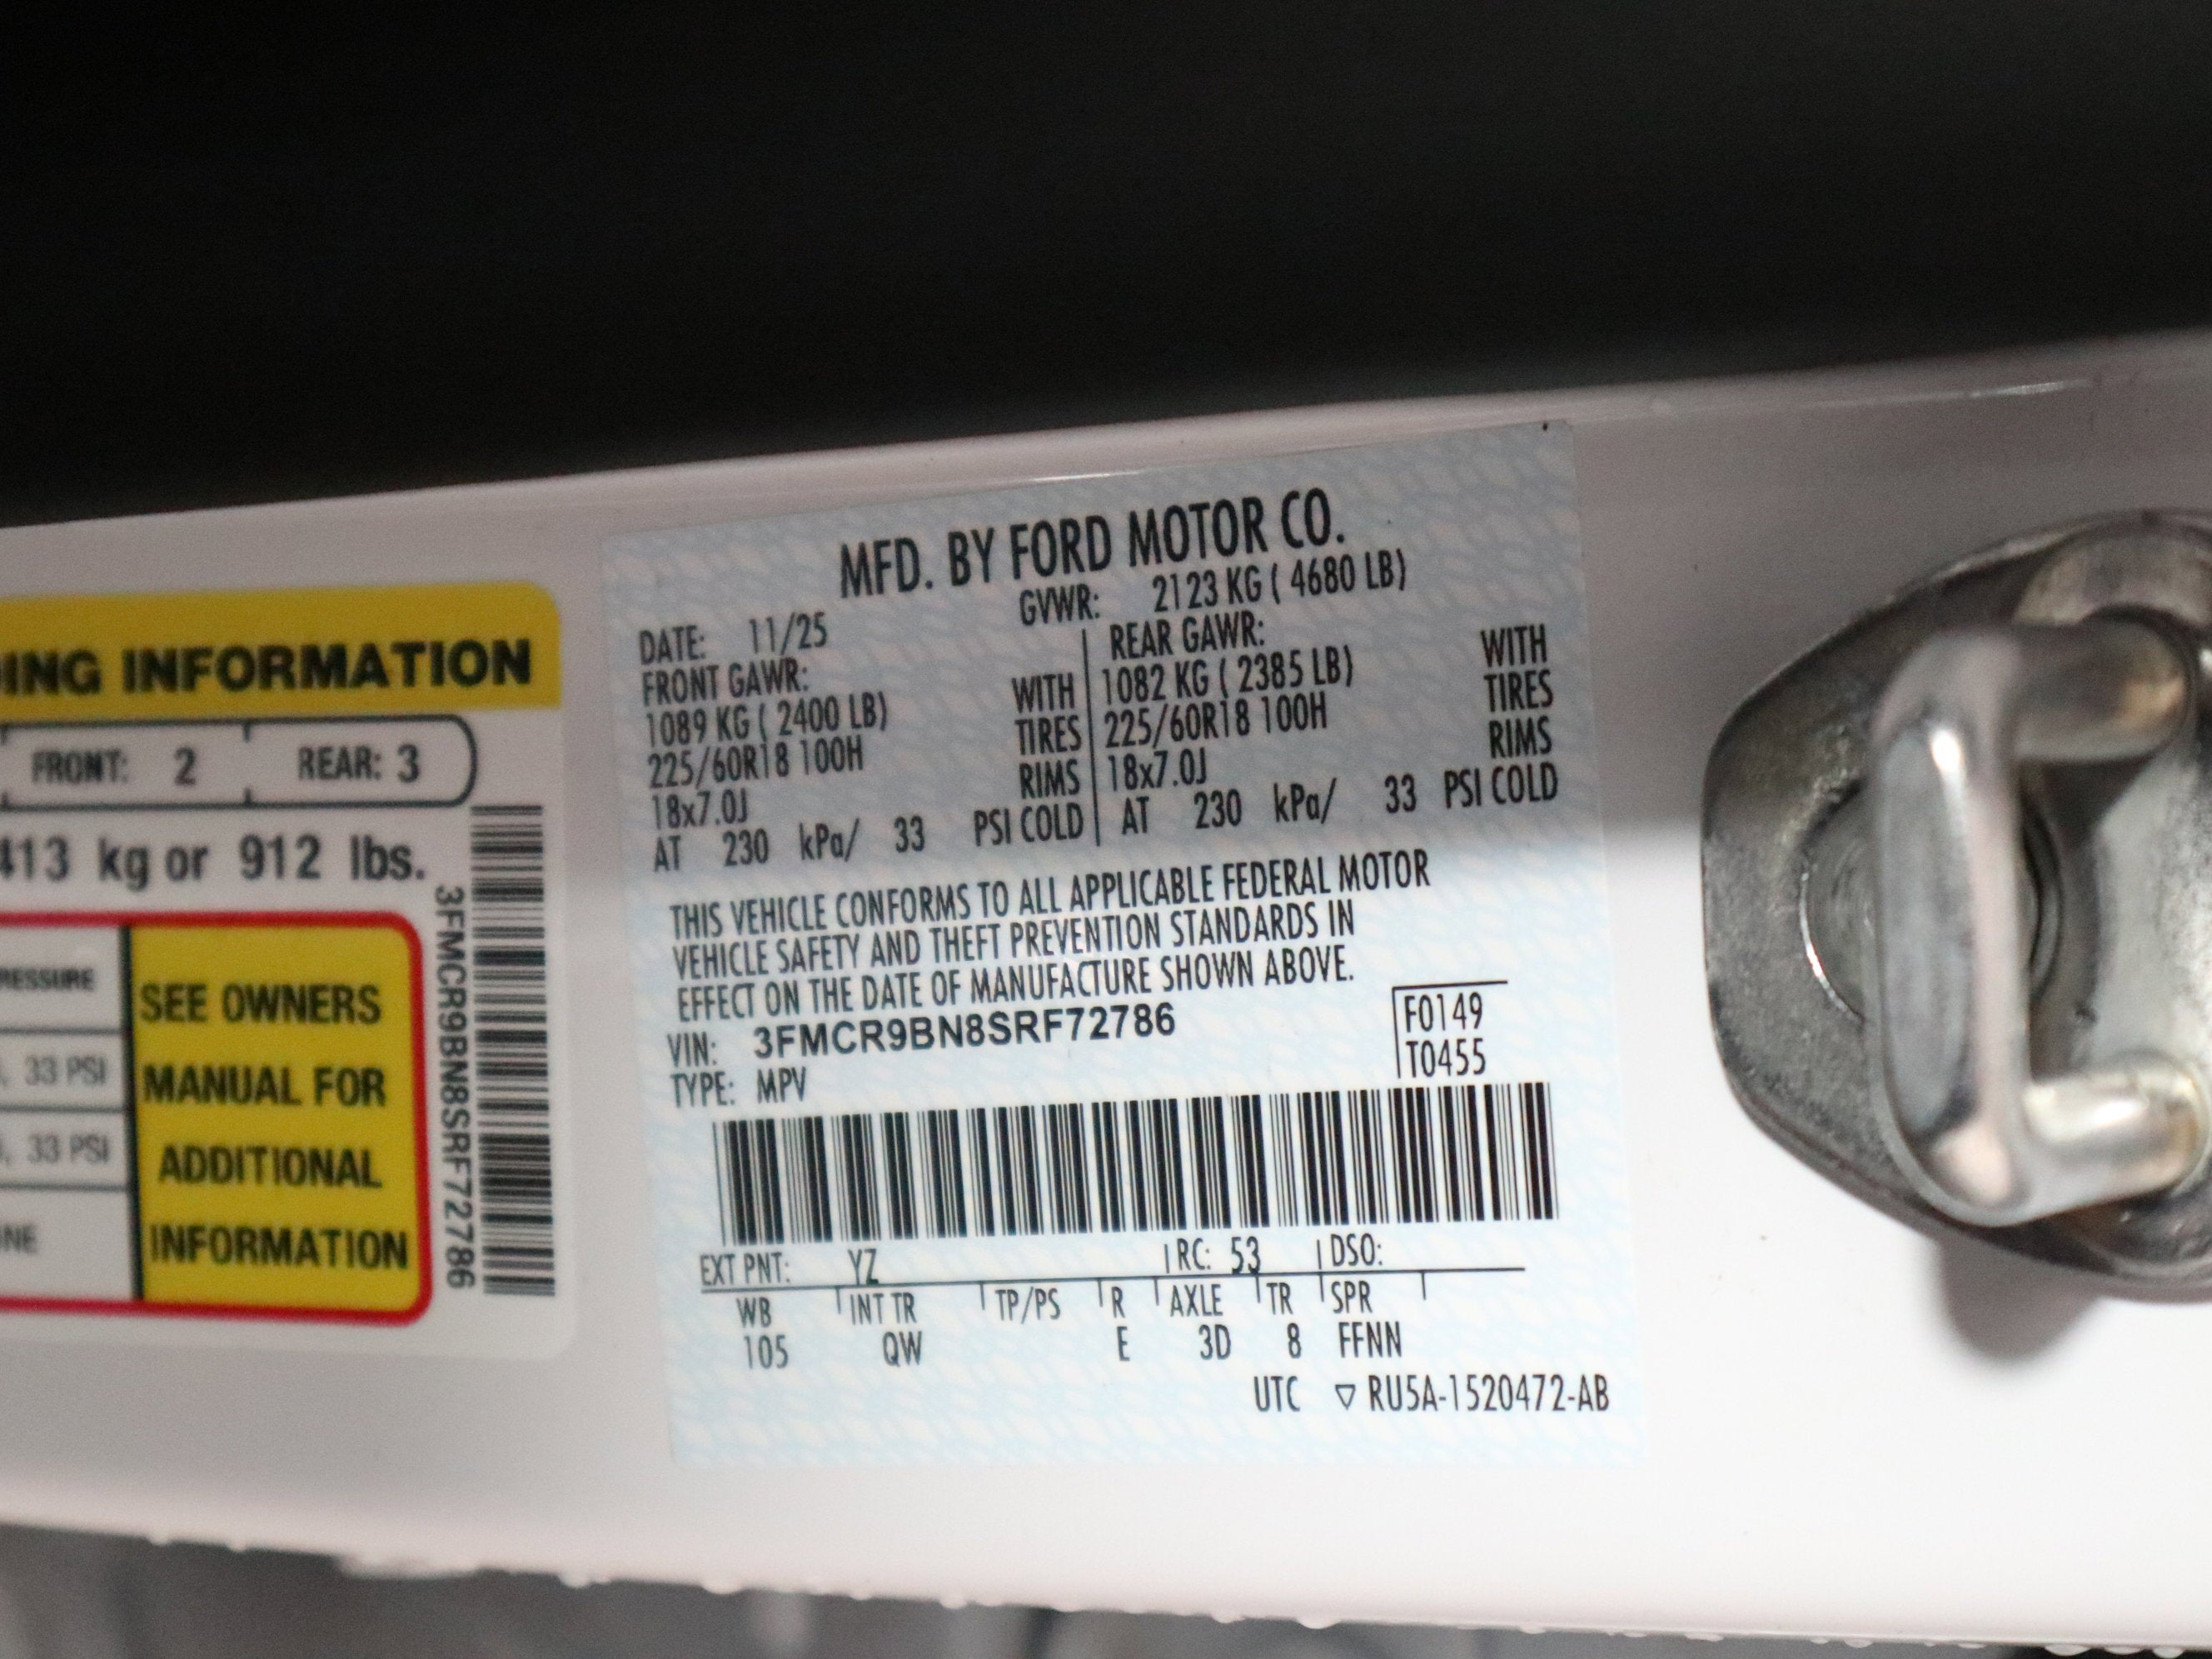 ING INFORMATION
FRONT: 2 REAR: 3
413 kg or 912 lbs.
RESSURE
33 PSI
33 PSI
SEE OWNERS
MANUAL FOR
ADDITIONAL
INFORMATION
3FMCR9BN8SRF72786
MFD. BY FORD MOTOR CO.
DATE: 11/25 GVWR: 2123 KG ( 4680 LB)
FRONT GAWR:
1089 KG ( 2400 LB) WITH
225/60R18 100H TIRES
18x7.0J RIMS
AT 230 kPa/ 33 PSI COLD
REAR GAWR:
1082 KG ( 2385 LB) WITH
225/60R18 100H TIRES
18x7.0J RIMS
AT 230 kPa/ 33 PSI COLD
THIS VEHICLE CONFORMS TO ALL APPLICABLE FEDERAL MOTOR
VEHICLE SAFETY AND THEFT PREVENTION STANDARDS IN
EFFECT ON THE DATE OF MANUFACTURE SHOWN ABOVE.
VIN: 3FMCR9BN8SRF72786
TYPE: MPV
F0149
T0455
EXT PNT: YZ RC: 53 DSO:
WB INT TR TP/PS R AXLE TR SPR
105 QW E 3D 8 FFNN
UTC ▽ RU5A-1520472-AB